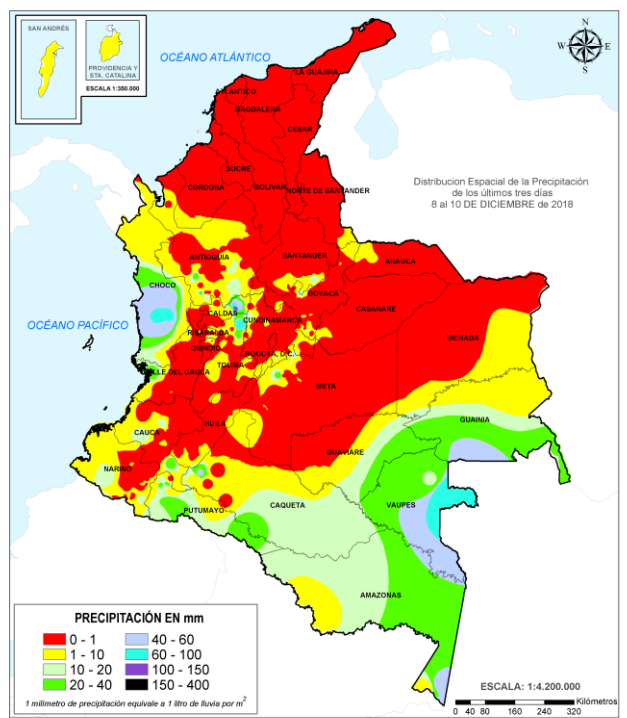 SAN ANDRÉS
PROVIDENCIA Y
STA. CATALINA
ESCALA 1:350.000
OCÉANO ATLÁNTICO
N
W
E
S
LA GUAJIRA
ATLANTICO
MAGDALENA
CESAR
SUCRE
CORDOBA
BOLIVAR
NORTE DE SANTANDER
Distribucion Espacial de la Precipitación
de los últimos tres días
8 al 10 DE DICIEMBRE de 2018
ANTIOQUIA
SANTANDER
ARAUCA
CHOCO
BOYACA
CASANARE
OCÉANO PACÍFICO
CALDAS
CUNDINAMARCA
RISARALDA
VICHADA
QUINDIO
BOGOTA, D.C.
TOLIMA
VALLE DEL CAUCA
META
HUILA
CAUCA
GUAINIA
GUAVIARE
NARIÑO
PUTUMAYO
CAQUETA
VAUPES
AMAZONAS
PRECIPITACIÓN EN mm
0 - 1
40 - 60
1 - 10
60 - 100
10 - 20
100 - 150
20 - 40
150 - 400
1 milímetro de precipitación equivale a 1 litro de lluvia por m2
ESCALA: 1:4.200.000
Kilómetros
0 40 80 160 240 320